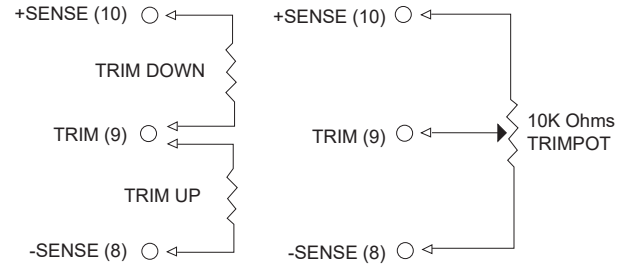 +SENSE (10)
TRIM DOWN
TRIM (9)
TRIM UP
-SENSE (8)
+SENSE (10)
TRIM (9)
10K Ohms
TRIMPOT
-SENSE (8)